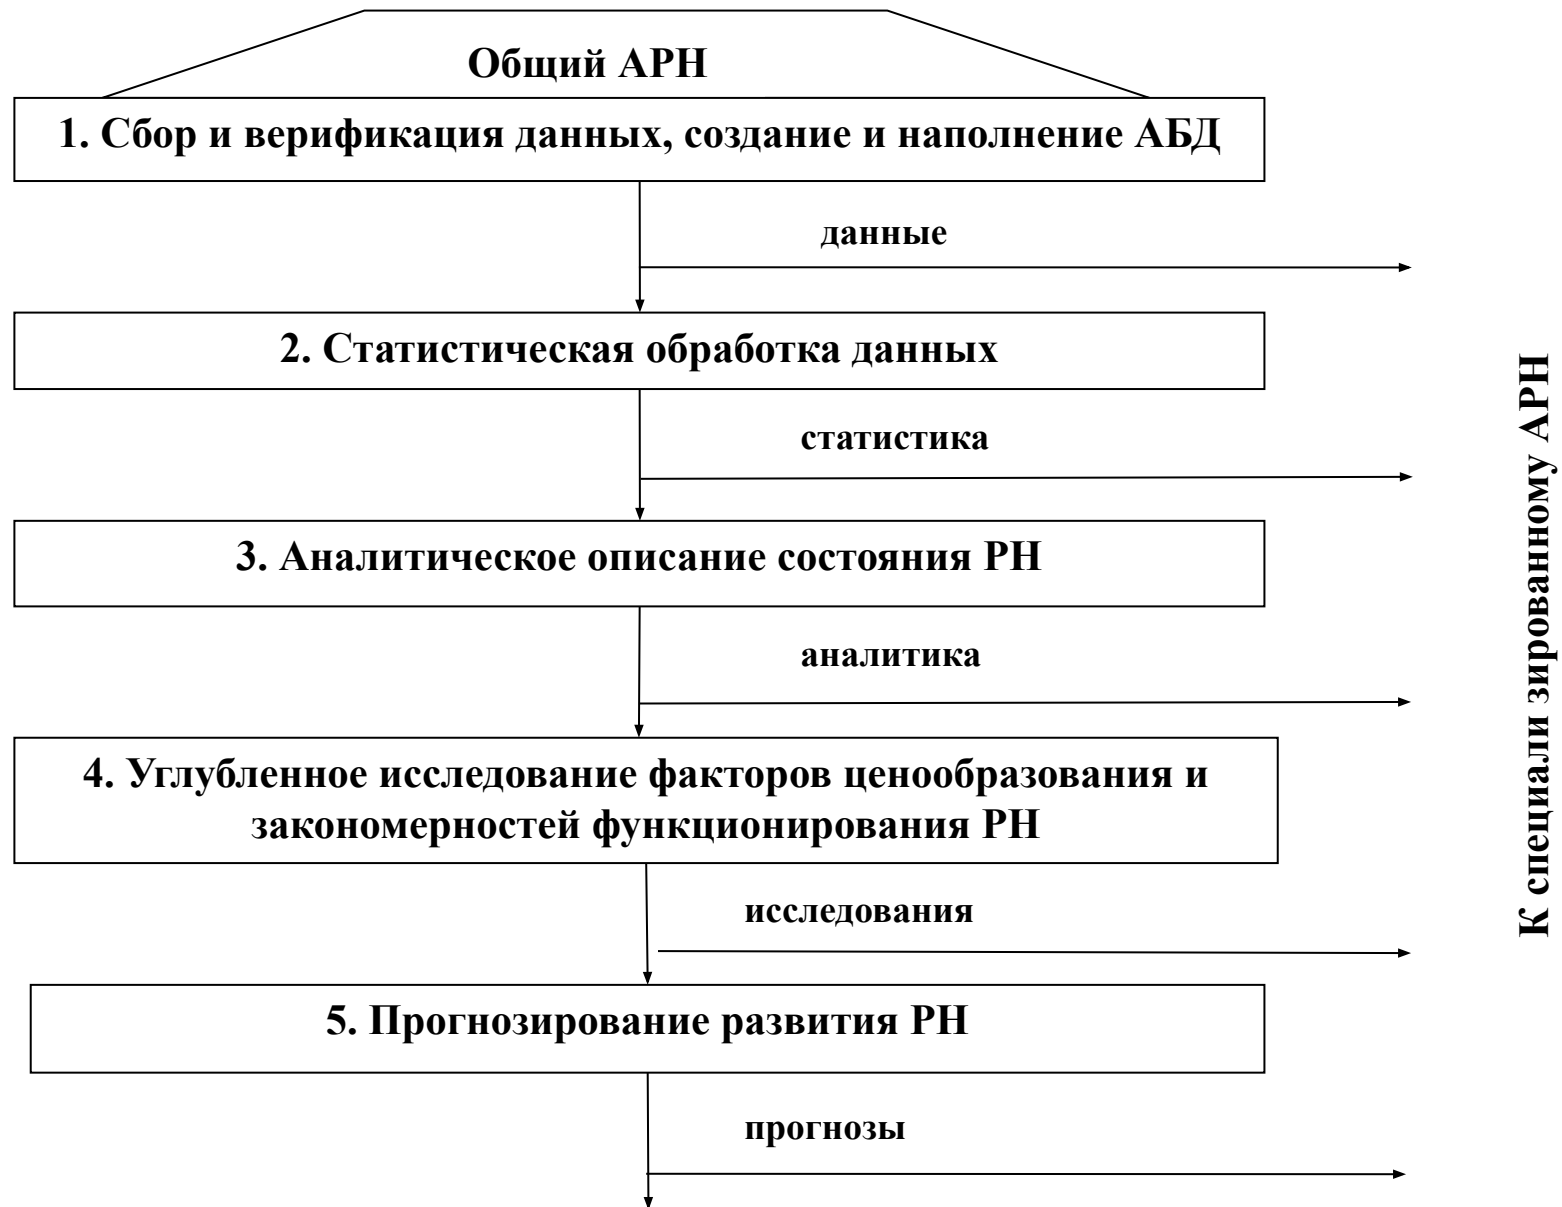 Общий АРН
1. Сбор и верификация данных, создание и наполнение АБД
данные
2. Статистическая обработка данных
статистика
3. Аналитическое описание состояния РН
аналитика
4. Углубленное исследование факторов ценообразования и
закономерностей функционирования РН
исследования
5. Прогнозирование развития РН
прогнозы
К специали зированному АРН